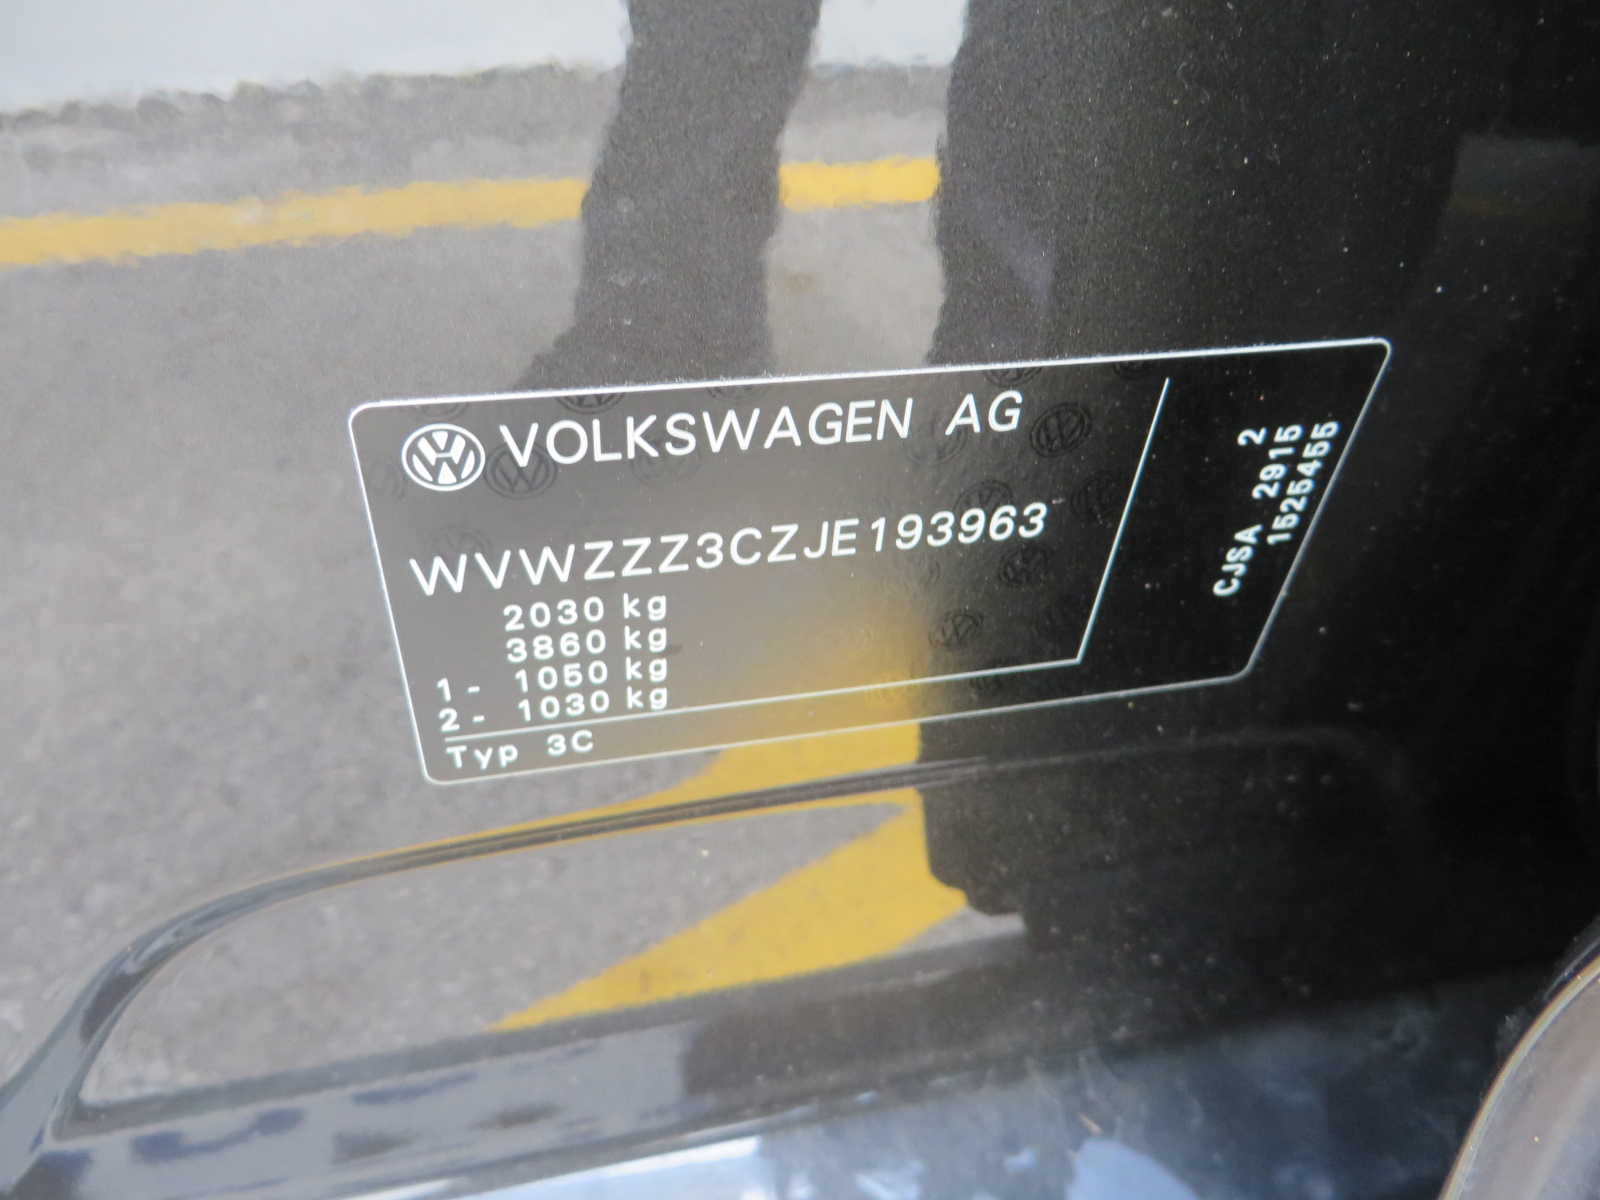 VOLKSWAGEN AG
WVWZZZ3CZJE193963
2030 kg
3860 kg
1 - 1050 kg
2 - 1030 kg
Typ 3C
CJSA 2915 2
1525455